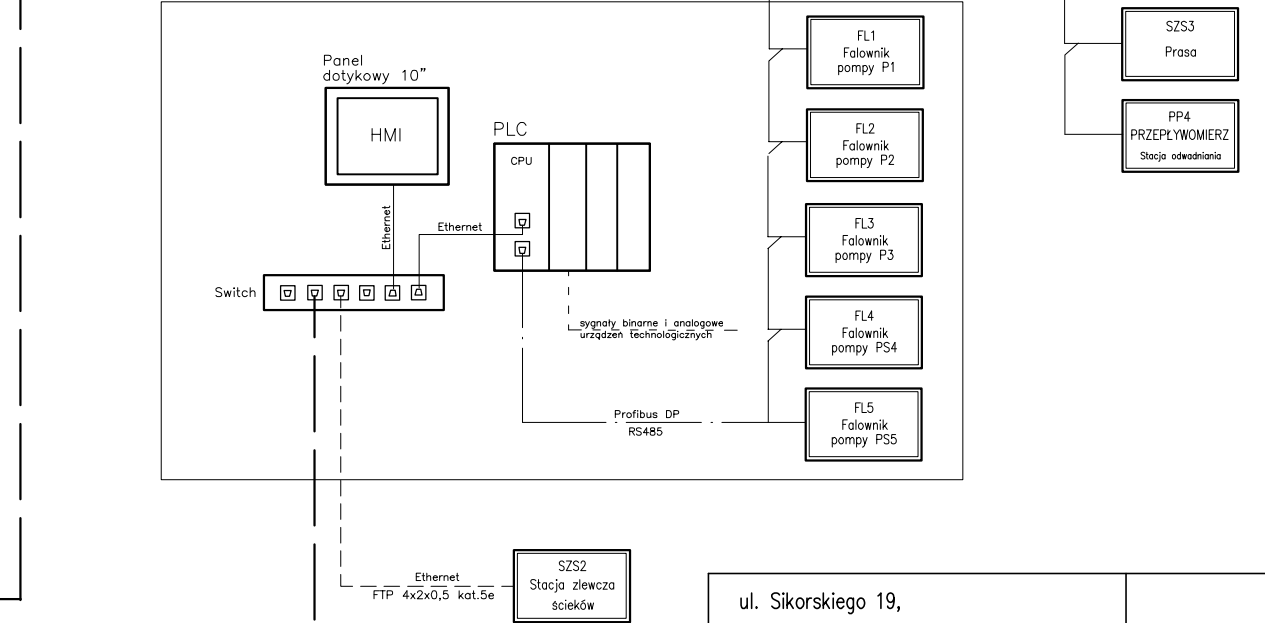 Panel
dotykowy 10"
HMI
PLC
CPU
Ethernet
Ethernet
Switch
sygnały binarne i analogowe
urządzeń technologicznych
Profibus DP
RS485
FL1
Falownik
pompy P1
FL2
Falownik
pompy P2
FL3
Falownik
pompy P3
FL4
Falownik
pompy PS4
FL5
Falownik
pompy PS5
SZS3
Prasa
PP4
PRZEPŁYWOMIERZ
Stacja odwadniania
Ethernet
FTP 4x2x0,5 kat.5e
SZS2
Stacja zlewcza
ścieków
ul. Sikorskiego 19,